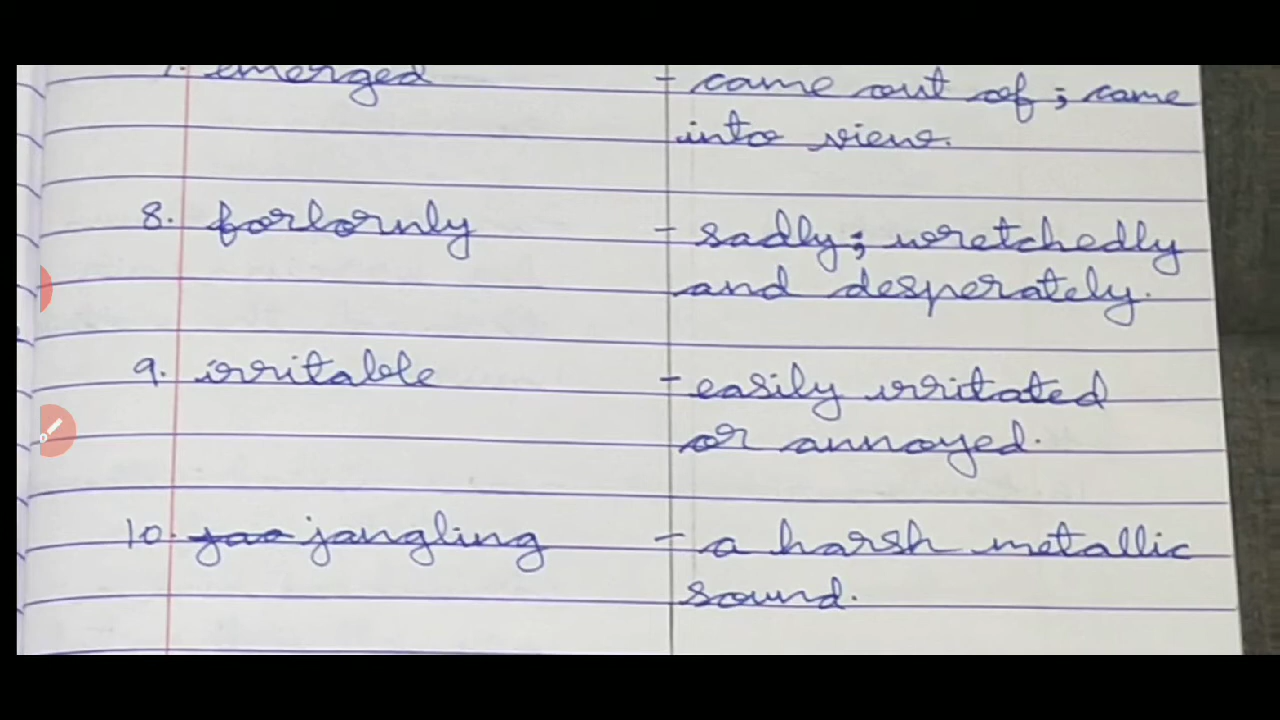 7. emerged - came out of; came
into view.
8. forlornly - sadly; wretchedly
and desperately.
9. irritable - easily irritated
or annoyed.
10. jangling - a harsh metallic
sound.